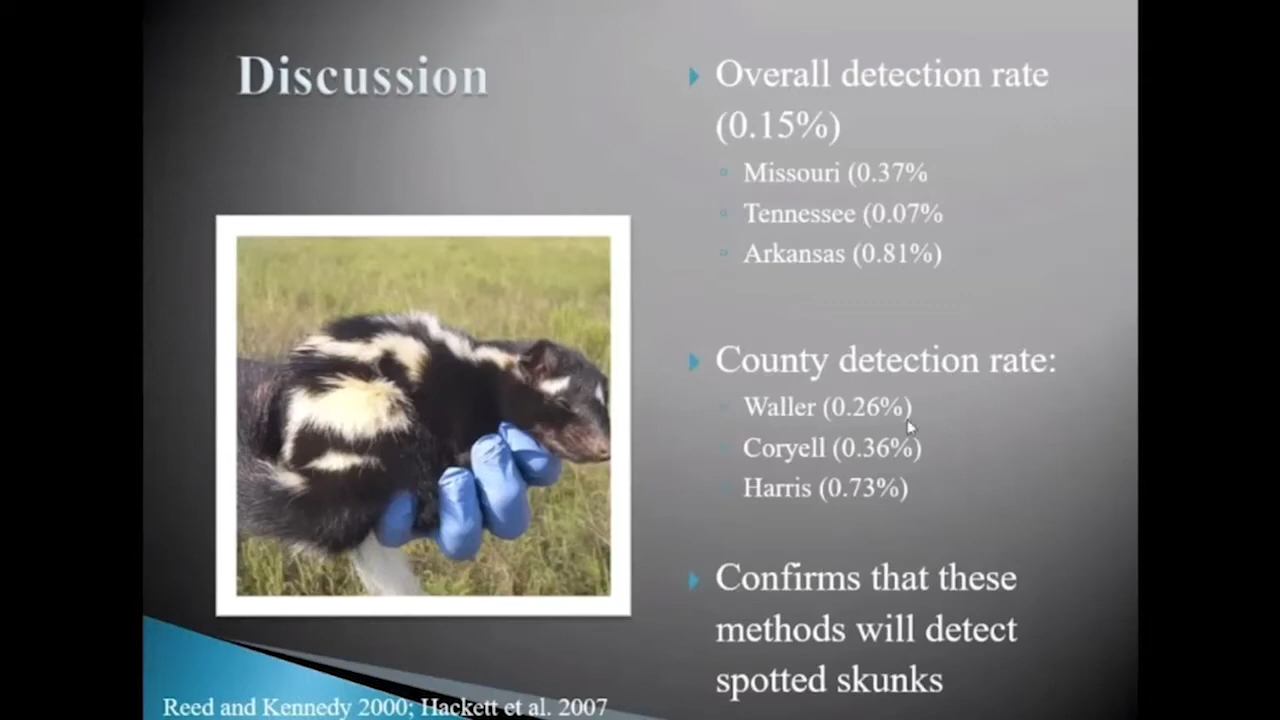 Discussion
Overall detection rate
(0.15%)
Missouri (0.37%
Tennessee (0.07%
Arkansas (0.81%)
County detection rate:
Waller (0.26%)
Coryell (0.36%)
Harris (0.73%)
Confirms that these
methods will detect
spotted skunks
Reed and Kennedy 2000; Hackett et al. 2007